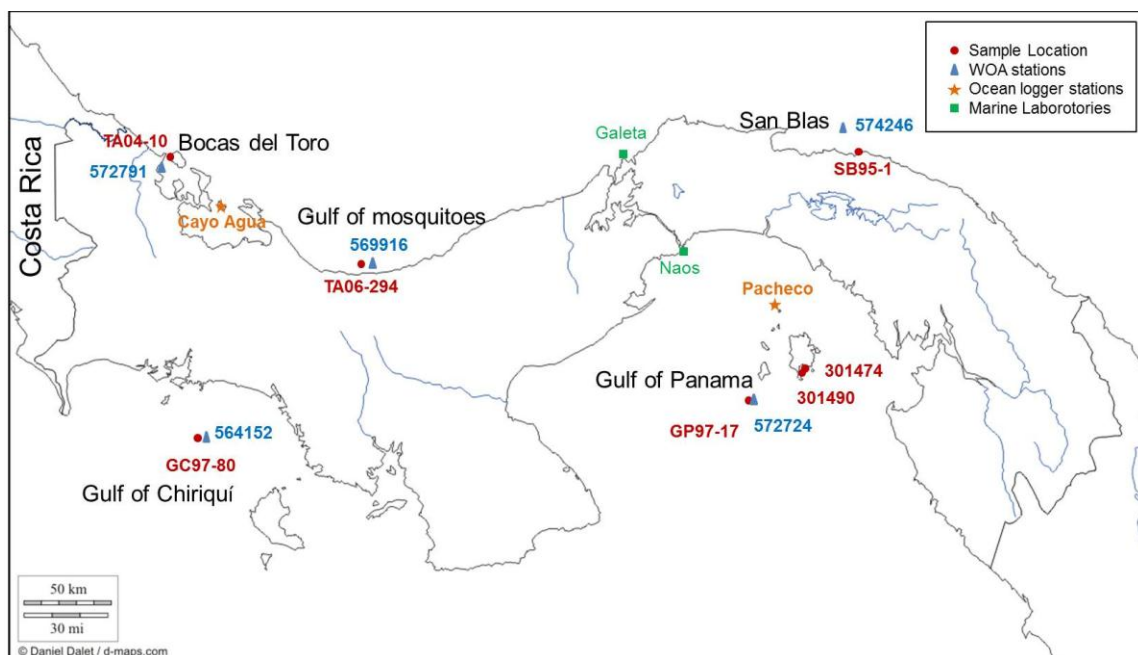 Sample Location
WOA stations
Ocean logger stations
Marine Laborotories
San Blas
574246
Galeta
TA04-10
Bocas del Toro
572791
SB95-1
Costa Rica
Cayo Agua
Gulf of mosquitoes
569916
TA06-294
Naos
Pacheco
301474
Gulf of Panama
301490
GP97-17
572724
564152
GC97-80
Gulf of Chiriquí
50 km
30 mi
© Daniel Dalet / d-maps.com